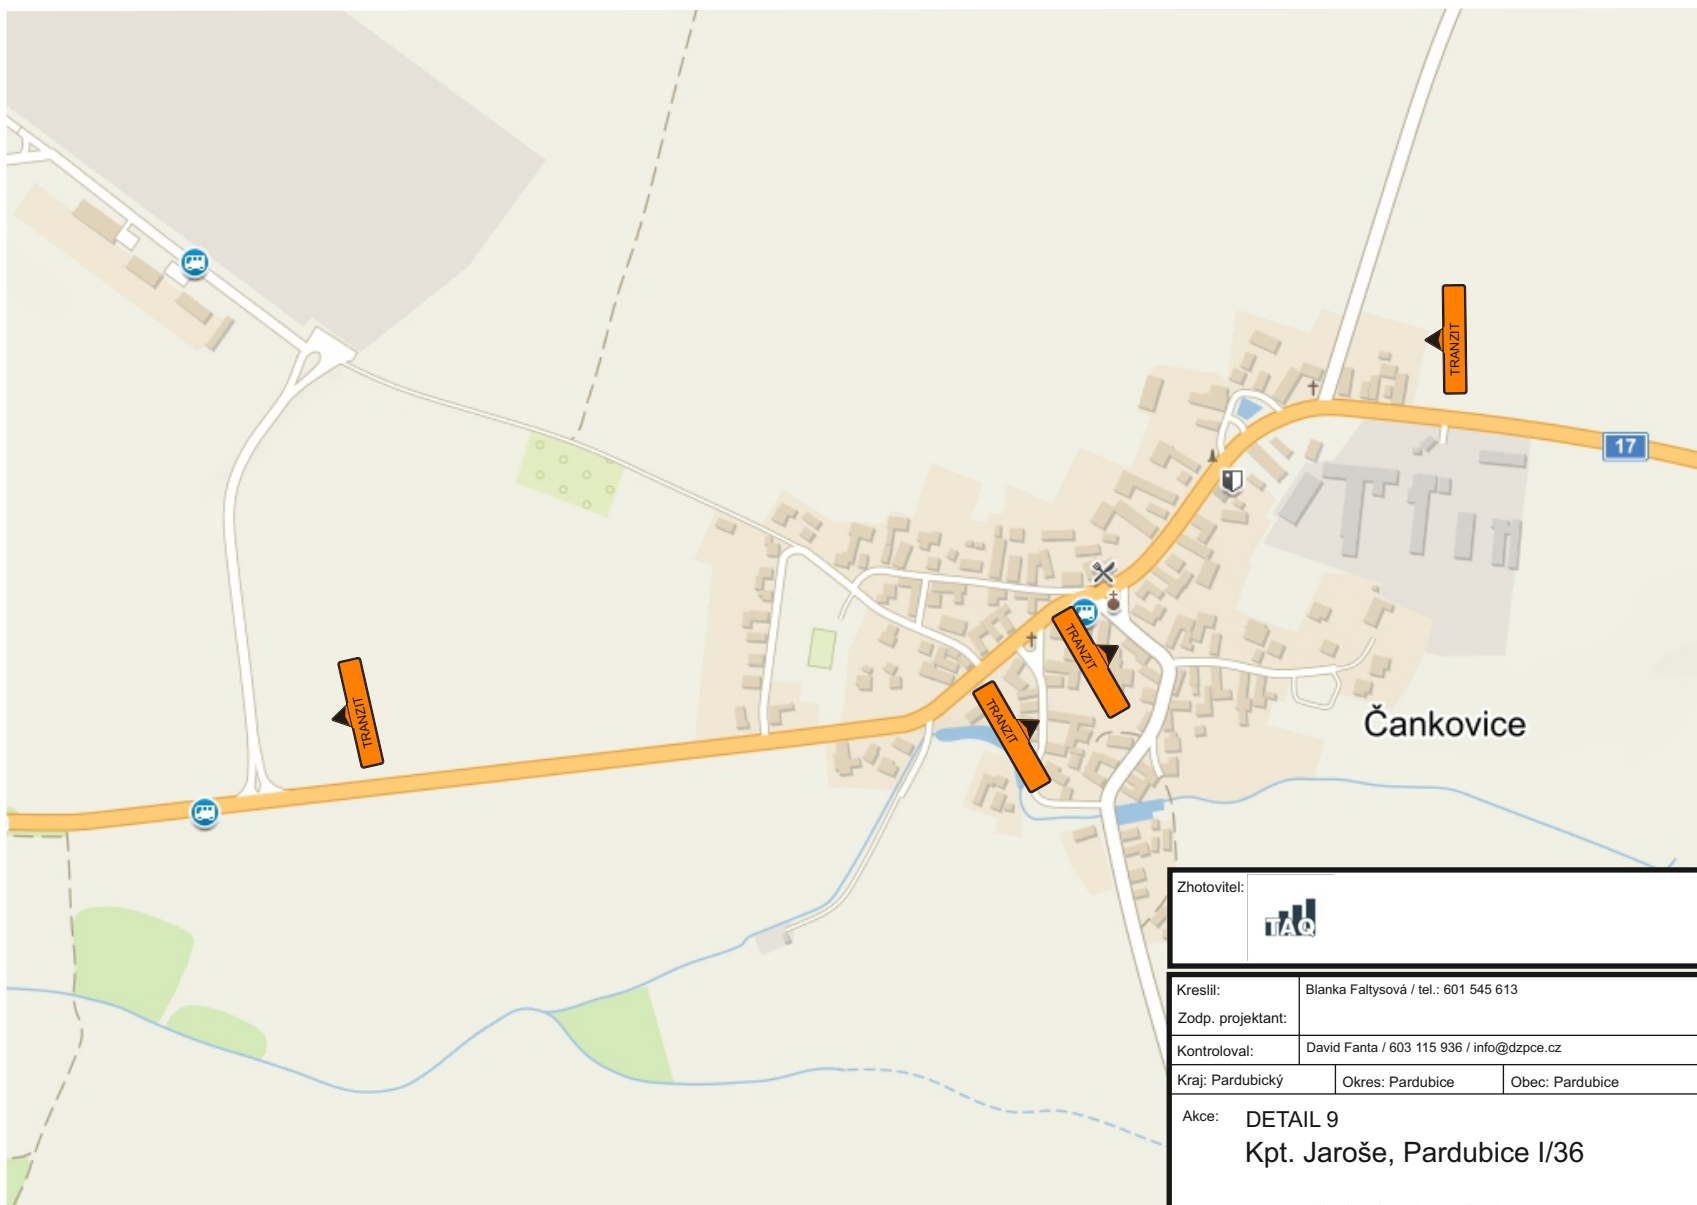 TRANZIT
17
TRANZIT
TRANZIT
TRANZIT
Čankovice
Zhotovitel:
TAQ
Kreslil: Blanka Faltysová / tel.: 601 545 613
Zodp. projektant:
Kontroloval: David Fanta / 603 115 936 / info@dzpce.cz
Kraj: Pardubický Okres: Pardubice Obec: Pardubice
Akce: DETAIL 9
Kpt. Jaroše, Pardubice I/36